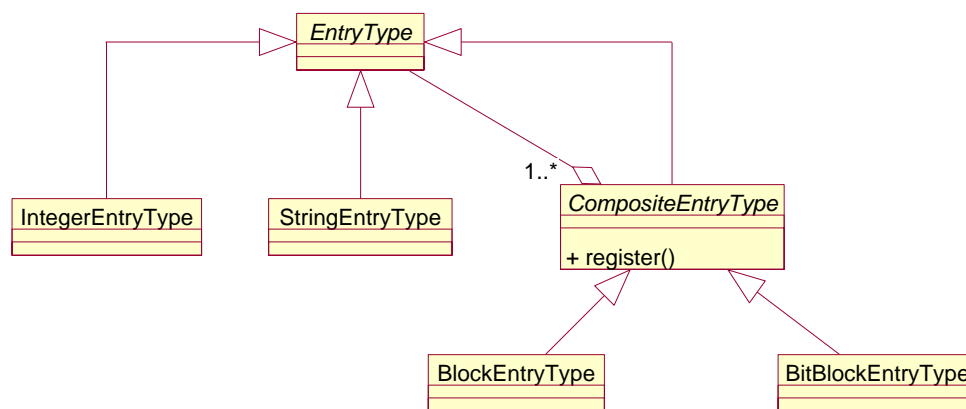 EntryType
1..*
IntegerEntryType
StringEntryType
CompositeEntryType
+ register()
BlockEntryType
BitBlockEntryType